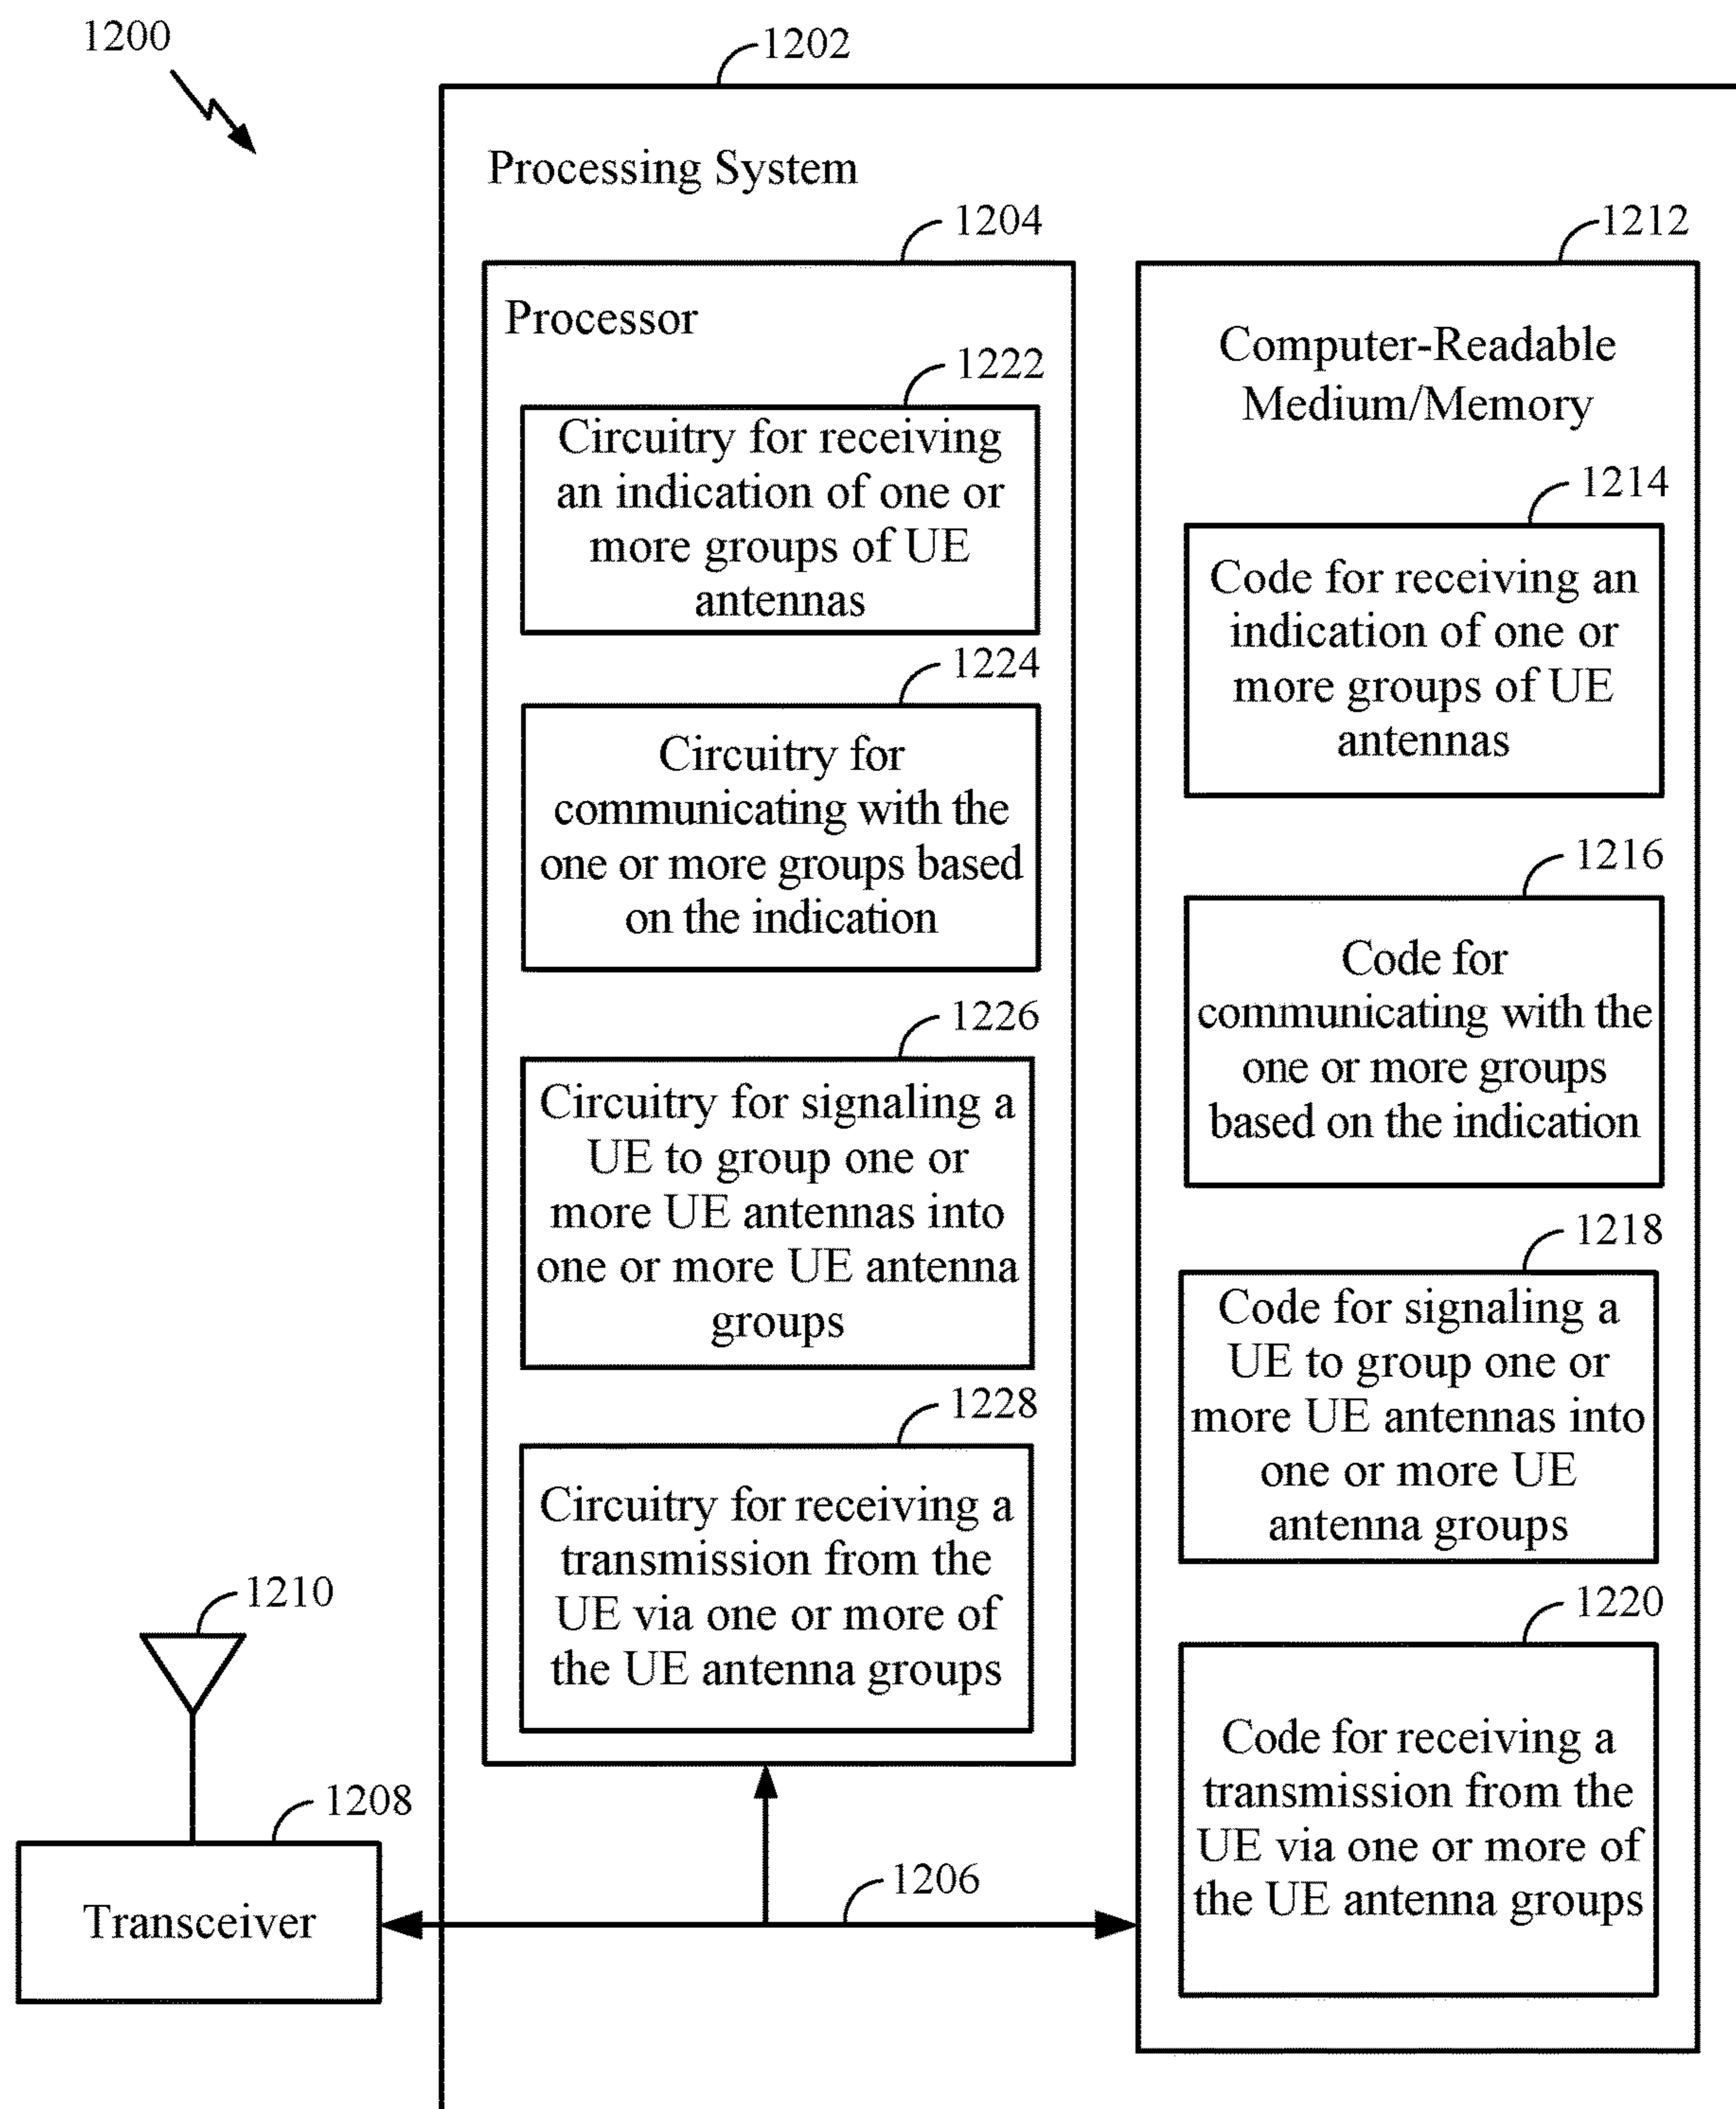 1200
1202
Processing System
1204
Processor
1222
Circuitry for receiving
an indication of one or
more groups of UE
antennas
1224
Circuitry for
communicating with the
one or more groups based
on the indication
1226
Circuitry for signaling a
UE to group one or
more UE antennas into
one or more UE antenna
groups
1228
Circuitry for receiving a
transmission from the
UE via one or more of
the UE antenna groups
1212
Computer-Readable
Medium/Memory
1214
Code for receiving an
indication of one or
more groups of UE
antennas
1216
Code for
communicating with the
one or more groups
based on the indication
1218
Code for signaling a
UE to group one or
more UE antennas into
one or more UE
antenna groups
1220
Code for receiving a
transmission from the
UE via one or more of
the UE antenna groups
1210
1208
Transceiver
1206